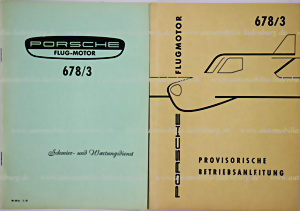 PORSCHE
FLUG-MOTOR
678/3
Schmier- und Wartungsdienst
PORSCHE FLUGMOTOR
678/3
PROVISORISCHE
BETRIEBSANLEITUNG